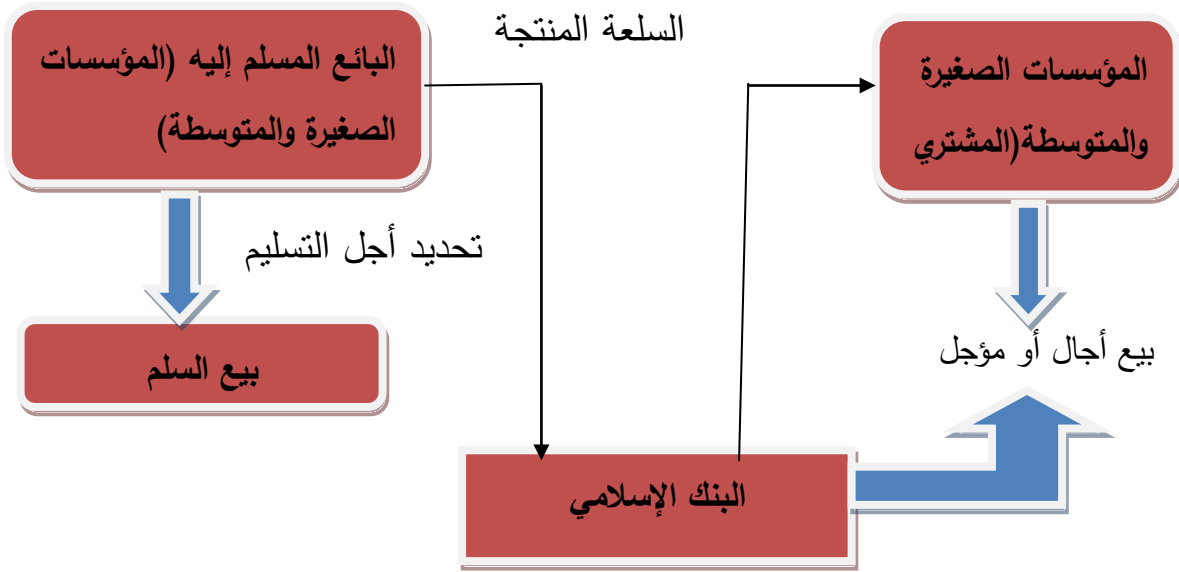 السلعة المنتجة
المؤسسات الصغيرة
والمتوسطة(المشتري
البائع المسلم إليه (المؤسسات
الصغيرة والمتوسطة)
تحديد أجل التسليم
بيع أجال أو مؤجل
بيع السلم
البنك الإسلامي